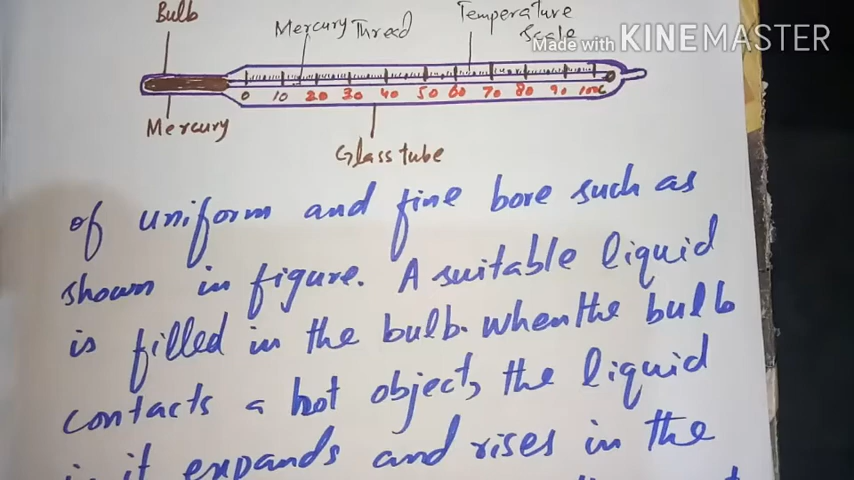 Bulb
Mercury Thread
Temperature
Scale
Made with KINEMASTER
0 10 20 30 40 50 60 70 80 90 100c
Mercury
Glass tube
of uniform and fine bore such as
shown in figure. A suitable liquid
is filled in the bulb. when the bulb
contacts a hot object, the liquid
in it expands and rises in the